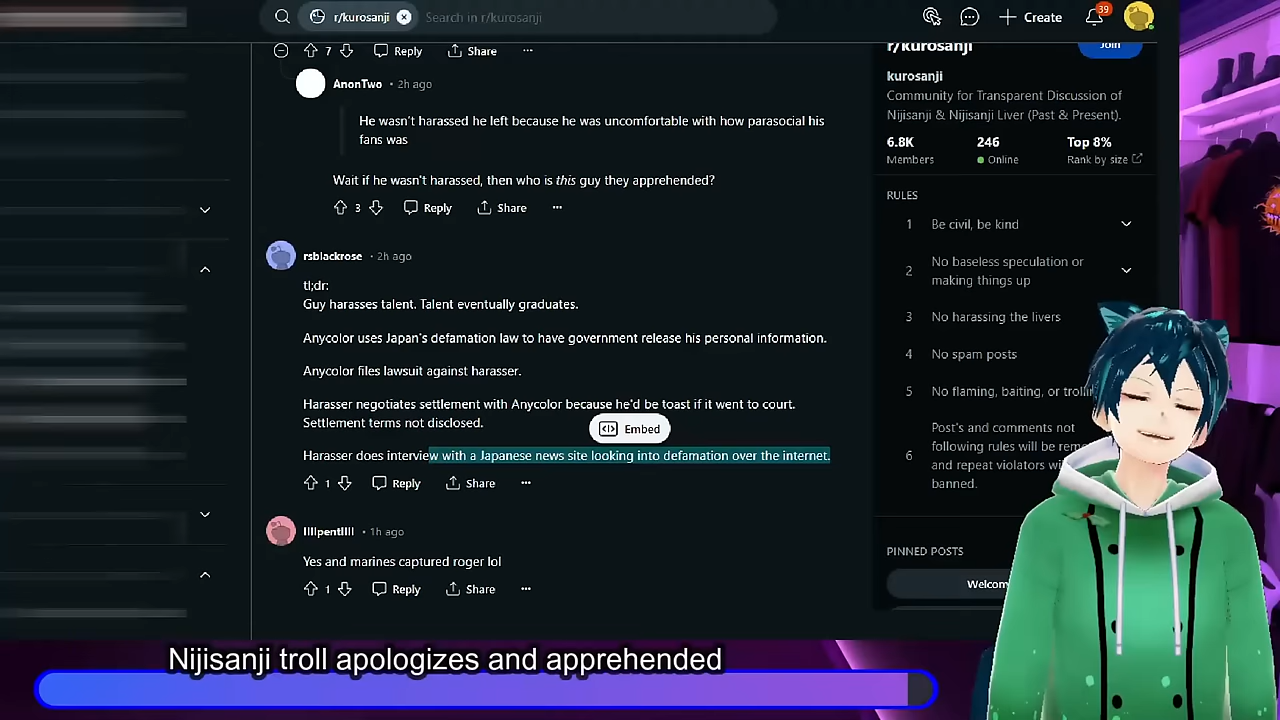 r/kurosanji
Search in r/kurosanji
Create
39
7
Reply
Share
AnonTwo • 2h ago
He wasn't harassed he left because he was uncomfortable with how parasocial his
fans was
Wait if he wasn't harassed, then who is this guy they apprehended?
3
Reply
Share
rsblackrose • 2h ago
tl;dr:
Guy harasses talent. Talent eventually graduates.
Anycolor uses Japan's defamation law to have government release his personal information.
Anycolor files lawsuit against harasser.
Harasser negotiates settlement with Anycolor because he'd be toast if it went to court.
Settlement terms not disclosed.
Embed
Harasser does interview with a Japanese news site looking into defamation over the internet.
1
Reply
Share
• 1h ago
Yes and marines captured roger lol
1
Reply
Share
r/kurosanji
Join
kurosanji
Community for Transparent Discussion of
Nijisanji & Nijisanji Liver (Past & Present).
6.8K
246
Top 8%
Members
Online
Rank by size
RULES
1 Be civil, be kind
2 No baseless speculation or
making things up
3 No harassing the livers
4 No spam posts
5 No flaming, baiting, or trolli
6 Post's and comments not
following rules will be rem
and repeat violators wi
banned.
PINNED POSTS
Welcom
Nijisanji troll apologizes and apprehended